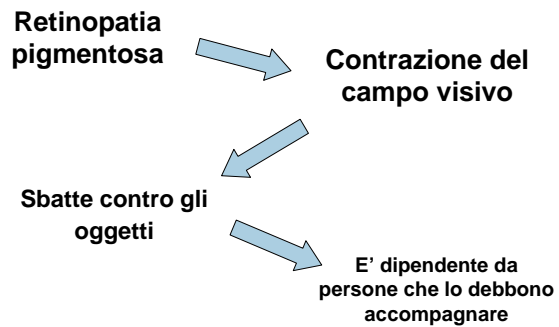 Retinopatia
pigmentosa
Contrazione del
campo visivo
Sbatte contro gli
oggetti
E' dipendente da
persone che lo debbono
accompagnare